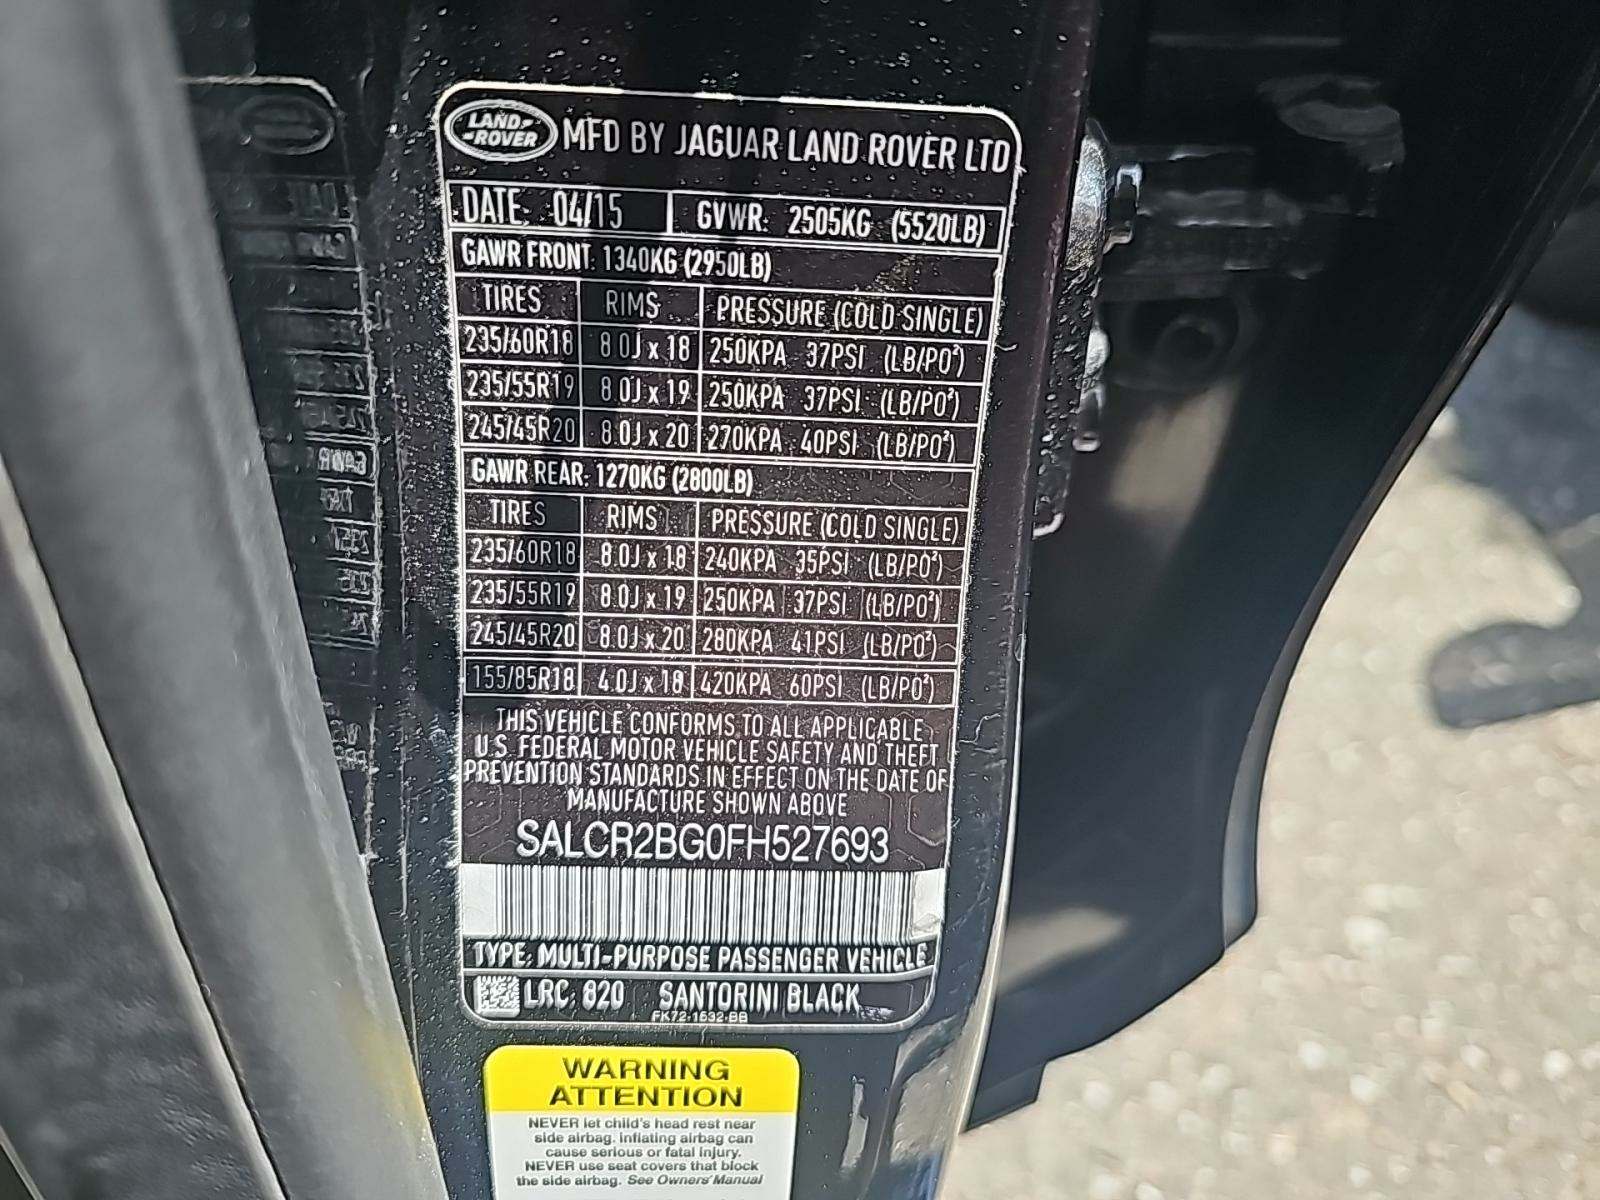 LAND-
-ROVER MFD BY JAGUAR LAND ROVER LTD
DATE: 04/15 GVWR: 2505KG (5520LB)
GAWR FRONT: 1340KG (2950LB)
TIRES RIMS PRESSURE (COLD SINGLE)
235/60R18 8.0J x 18 250KPA 37PSI (LB/PO²)
235/55R19 8.0J x 19 250KPA 37PSI (LB/PO²)
245/45R20 8.0J x 20 270KPA 40PSI (LB/PO²)
GAWR REAR: 1270KG (2800LB)
TIRES RIMS PRESSURE (COLD SINGLE)
235/60R18 8.0J x 18 240KPA 35PSI (LB/PO²)
235/55R19 8.0J x 19 250KPA 37PSI (LB/PO²)
245/45R20 8.0J x 20 280KPA 41PSI (LB/PO²)
155/85R18 4.0J x 18 420KPA 60PSI (LB/PO²)
THIS VEHICLE CONFORMS TO ALL APPLICABLE
U.S. FEDERAL MOTOR VEHICLE SAFETY AND THEFT
PREVENTION STANDARDS IN EFFECT ON THE DATE OF
MANUFACTURE SHOWN ABOVE
SALCR2BG0FH527693
TYPE: MULTI-PURPOSE PASSENGER VEHICLE
LRC: 820 SANTORINI BLACK
FK72-1532-BB
WARNING
ATTENTION
NEVER let child's head rest near
side airbag. Inflating airbag can
cause serious or fatal injury.
NEVER use seat covers that block
the side airbag. See Owners' Manual